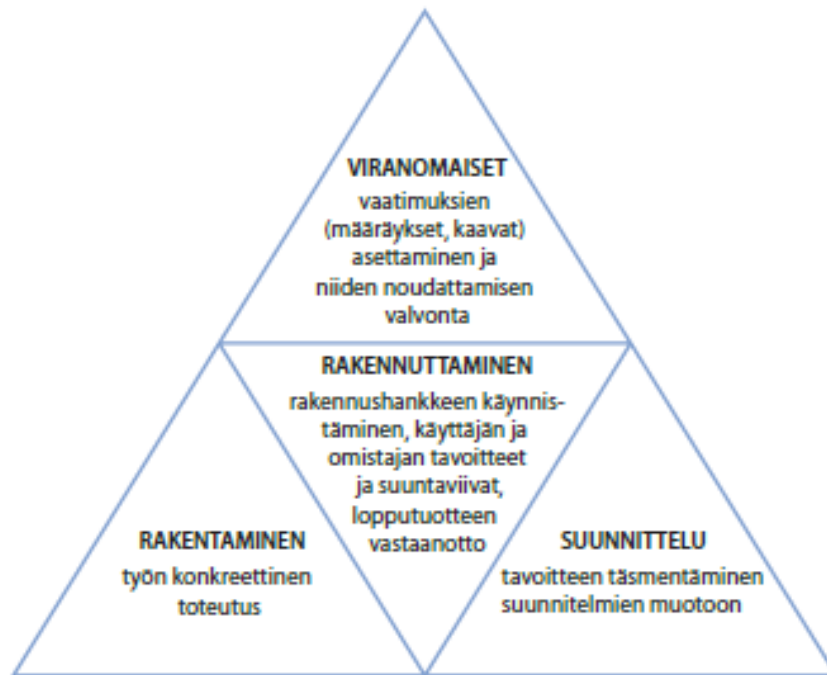 VIRANOMAISET
vaatimuksien
(määräykset, kaavat)
asettaminen ja
niiden noudattamisen
valvonta
RAKENNUTTAMINEN
rakennushankkeen käynnis-
täminen, käyttäjän ja
omistajan tavoitteet
ja suuntaviivat,
lopputuotteen
vastaanotto
RAKENTAMINEN
työn konkreettinen
toteutus
SUUNNITTELU
tavoitteen täsmentäminen
suunnitelmien muotoon